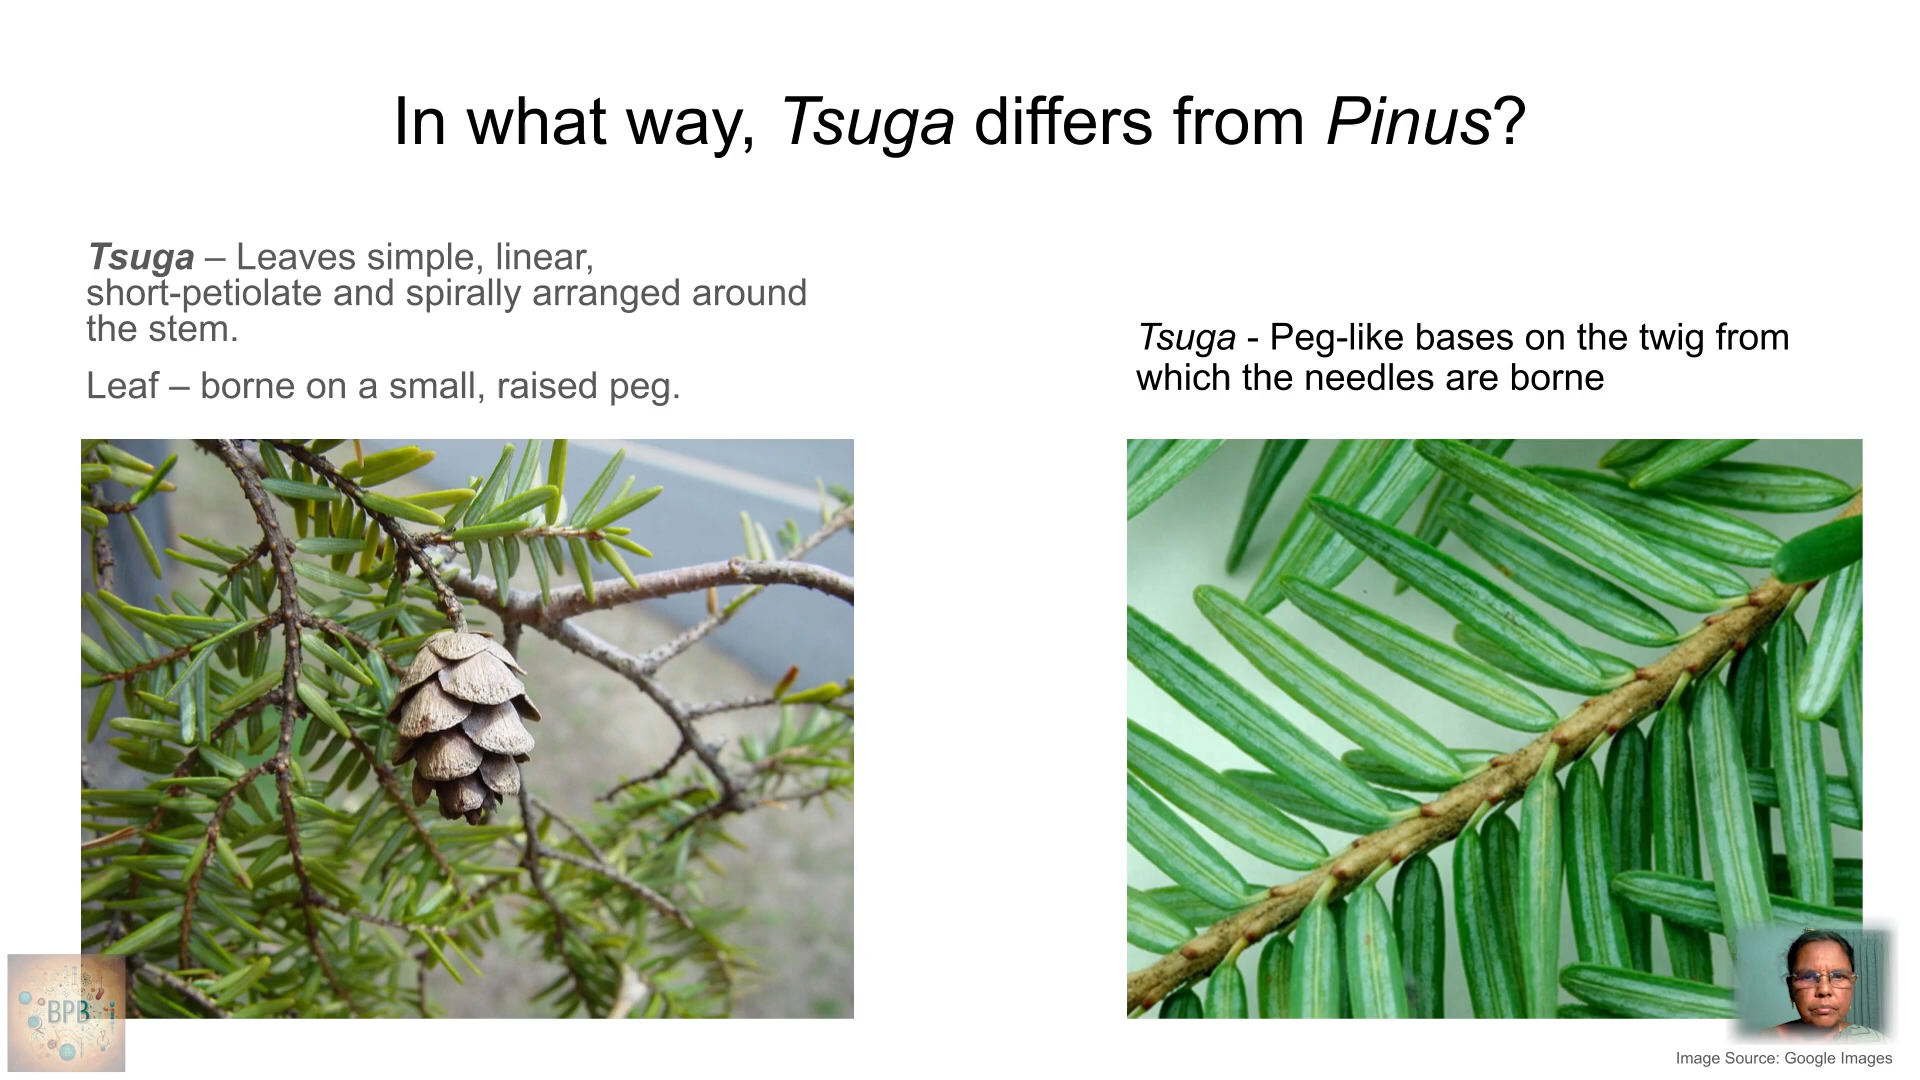 In what way, Tsuga differs from Pinus?
Tsuga – Leaves simple, linear,
short-petiolate and spirally arranged around
the stem.
Leaf – borne on a small, raised peg.
Tsuga - Peg-like bases on the twig from
which the needles are borne
BPB
Image Source: Google Images